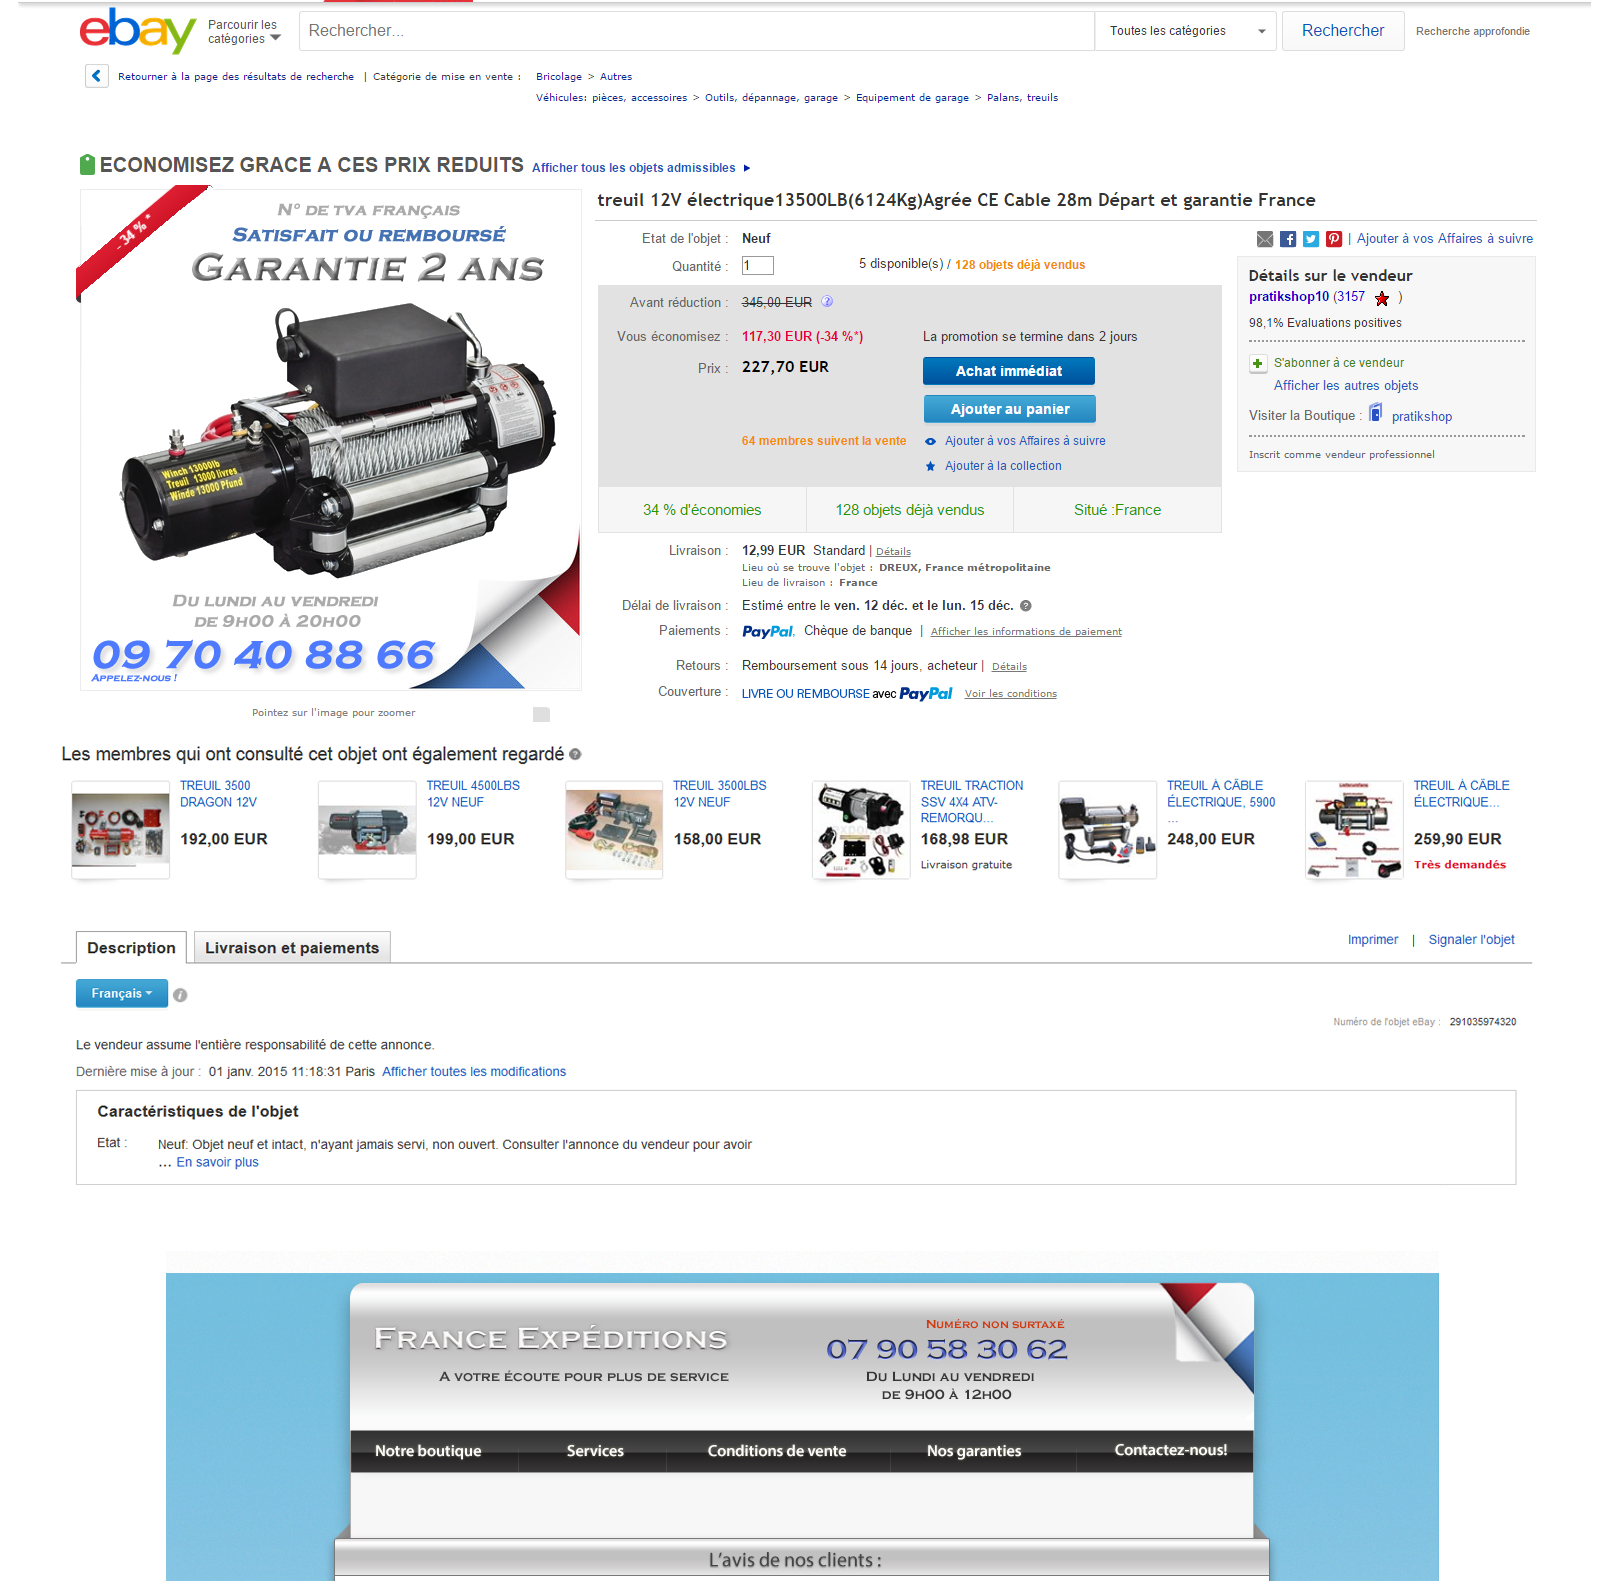 ebay
Parcourir les
catégories
Rechercher...
Toutes les catégories
Rechercher
Recherche approfondie
Retourner à la page des résultats de recherche | Catégorie de mise en vente : Bricolage > Autres
Véhicules: pièces, accessoires > Outils, dépannage, garage > Equipement de garage > Palans, treuils
ECONOMISEZ GRACE A CES PRIX REDUITS Afficher tous les objets admissibles
- 34 % *
N° DE TVA FRANÇAIS
SATISFAIT OU REMBOURSÉ
GARANTIE 2 ANS
Winch 13000lb
Treuil 13000 livres
Winde 13000 Pfund
DU LUNDI AU VENDREDI
DE 9H00 À 20H00
09 70 40 88 66
APPELEZ-NOUS !
Pointez sur l'image pour zoomer
treuil 12V électrique13500LB(6124Kg)Agrée CE Cable 28m Départ et garantie France
Etat de l'objet : Neuf
Quantité : 1
5 disponible(s) / 128 objets déjà vendus
Avant réduction : 345,00 EUR
Vous économisez : 117,30 EUR (-34 %*)
La promotion se termine dans 2 jours
Prix : 227,70 EUR
Achat immédiat
Ajouter au panier
64 membres suivent la vente
Ajouter à vos Affaires à suivre
Ajouter à la collection
34 % d'économies
128 objets déjà vendus
Situé :France
Livraison : 12,99 EUR Standard | Détails
Lieu où se trouve l'objet : DREUX, France métropolitaine
Lieu de livraison : France
Délai de livraison : Estimé entre le ven. 12 déc. et le lun. 15 déc.
Paiements : PayPal, Chèque de banque | Afficher les informations de paiement
Retours : Remboursement sous 14 jours, acheteur | Détails
Couverture : LIVRE OU REMBOURSE avec PayPal Voir les conditions
| Ajouter à vos Affaires à suivre
Détails sur le vendeur
pratikshop10 (3157 )
98,1% Evaluations positives
S'abonner á ce vendeur
Afficher les autres objets
Visiter la Boutique : pratikshop
Inscrit comme vendeur professionnel
Les membres qui ont consulté cet objet ont également regardé
TREUIL 3500
DRAGON 12V
192,00 EUR
TREUIL 4500LBS
12V NEUF
199,00 EUR
TREUIL 3500LBS
12V NEUF
158,00 EUR
TREUIL TRACTION
SSV 4X4 ATV-
REMORQU...
168,98 EUR
Livraison gratuite
TREUIL À CÂBLE
ÉLECTRIQUE, 5900
...
248,00 EUR
TREUIL À CÂBLE
ÉLECTRIQUE...
259,90 EUR
Très demandés
Description
Livraison et paiements
Imprimer | Signaler l'objet
Français
Numéro de l'objet eBay : 291035974320
Le vendeur assume l'entière responsabilité de cette annonce.
Dernière mise à jour : 01 janv. 2015 11:18:31 Paris Afficher toutes les modifications
Caractéristiques de l'objet
Etat : Neuf: Objet neuf et intact, n'ayant jamais servi, non ouvert. Consulter l'annonce du vendeur pour avoir
... En savoir plus
FRANCE EXPÉDITIONS
A VOTRE ÉCOUTE POUR PLUS DE SERVICE
NUMÉRO NON SURTAXÉ
07 90 58 30 62
DU LUNDI AU VENDREDI
DE 9H00 À 12H00
Notre boutique
Services
Conditions de vente
Nos garanties
Contactez-nous!
L'avis de nos clients :